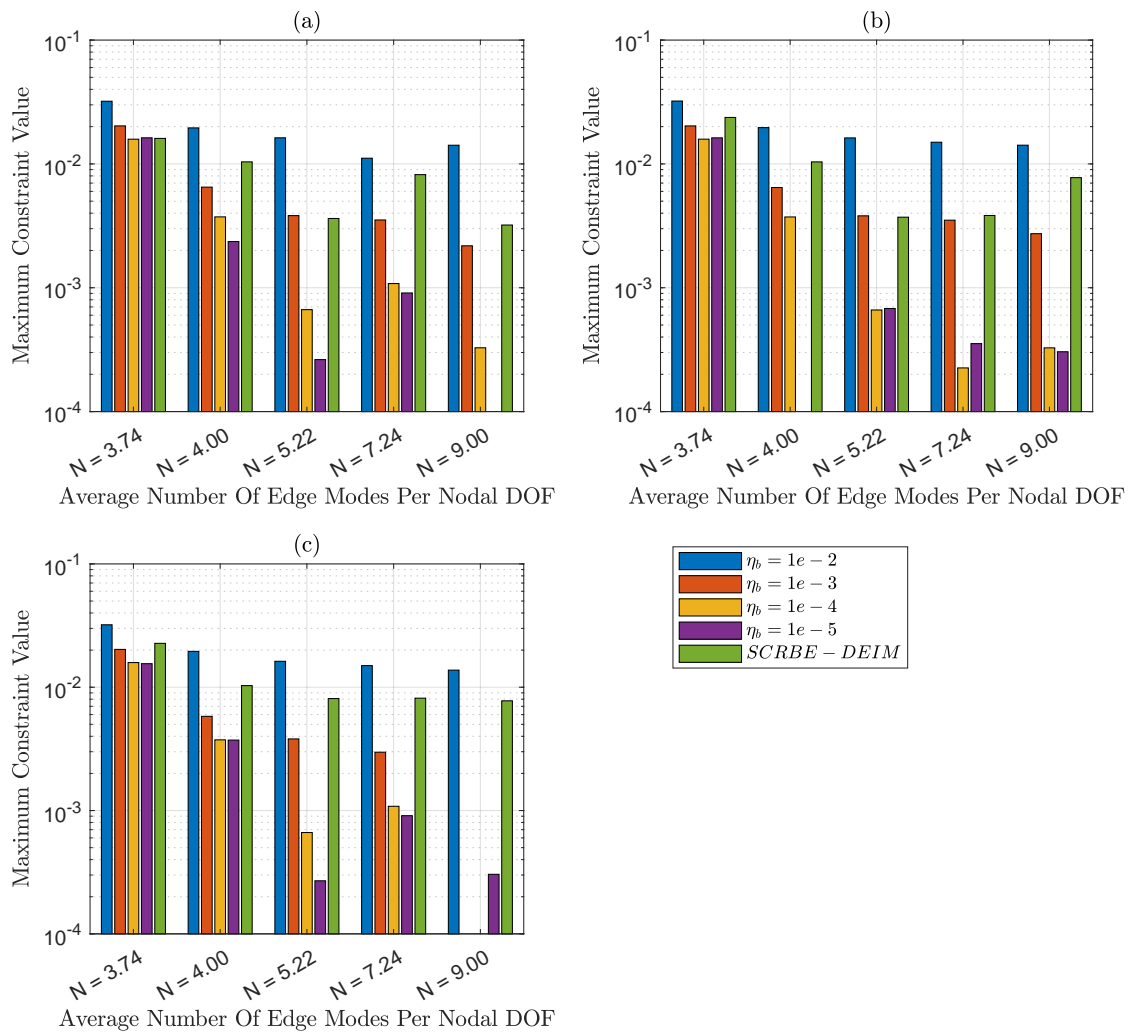 (a)
Maximum Constraint Value
10^-1
10^-2
10^-3
10^-4
N = 3.74
N = 4.00
N = 5.22
N = 7.24
N = 9.00
Average Number Of Edge Modes Per Nodal DOF
(b)
Maximum Constraint Value
10^-1
10^-2
10^-3
10^-4
N = 3.74
N = 4.00
N = 5.22
N = 7.24
N = 9.00
Average Number Of Edge Modes Per Nodal DOF
(c)
Maximum Constraint Value
10^-1
10^-2
10^-3
10^-4
N = 3.74
N = 4.00
N = 5.22
N = 7.24
N = 9.00
Average Number Of Edge Modes Per Nodal DOF
η_b = 1e − 2
η_b = 1e − 3
η_b = 1e − 4
η_b = 1e − 5
SCRBE − DEIM